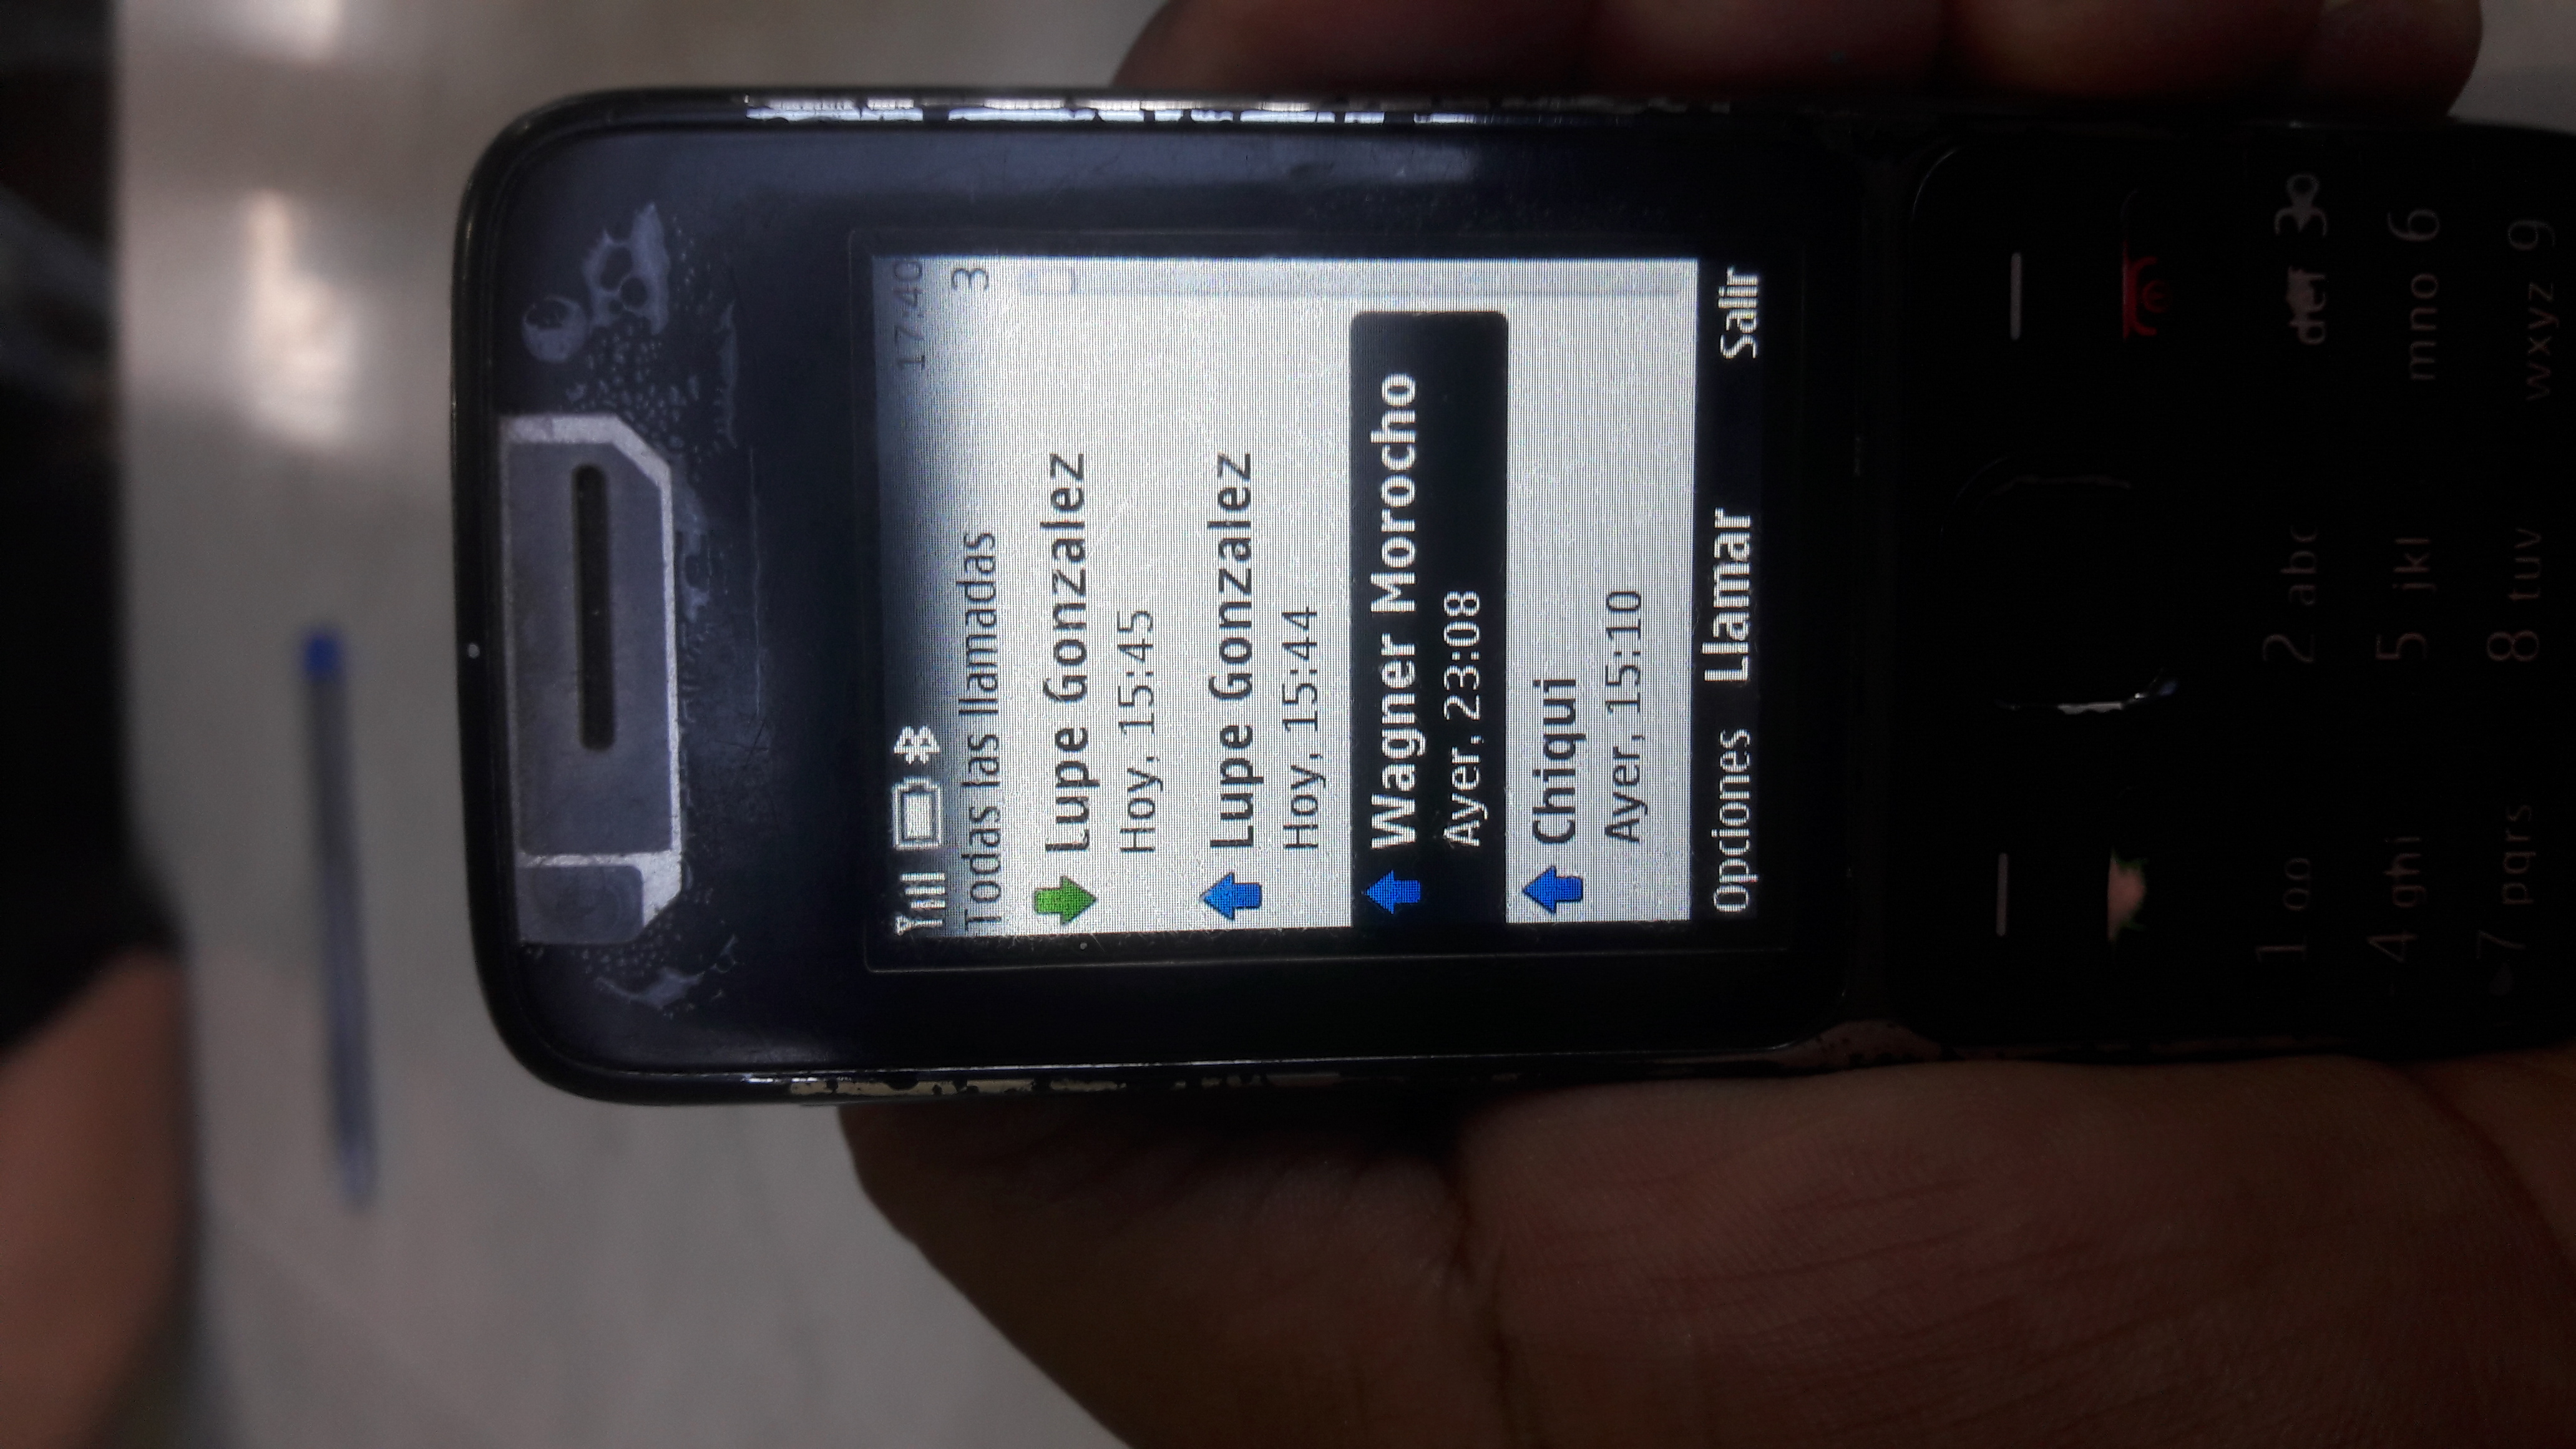 17:40
Todas las llamadas 3
Lupe Gonzalez
Hoy, 15:45
Lupe Gonzalez
Hoy, 15:44
Wagner Morocho
Ayer, 23:08
Chiqui
Ayer, 15:10
Opciones Llamar Salir
1 oo 2 abc def 3
4 ghi 5 jkl mno 6
7 pqrs 8 tuv wxyz 9